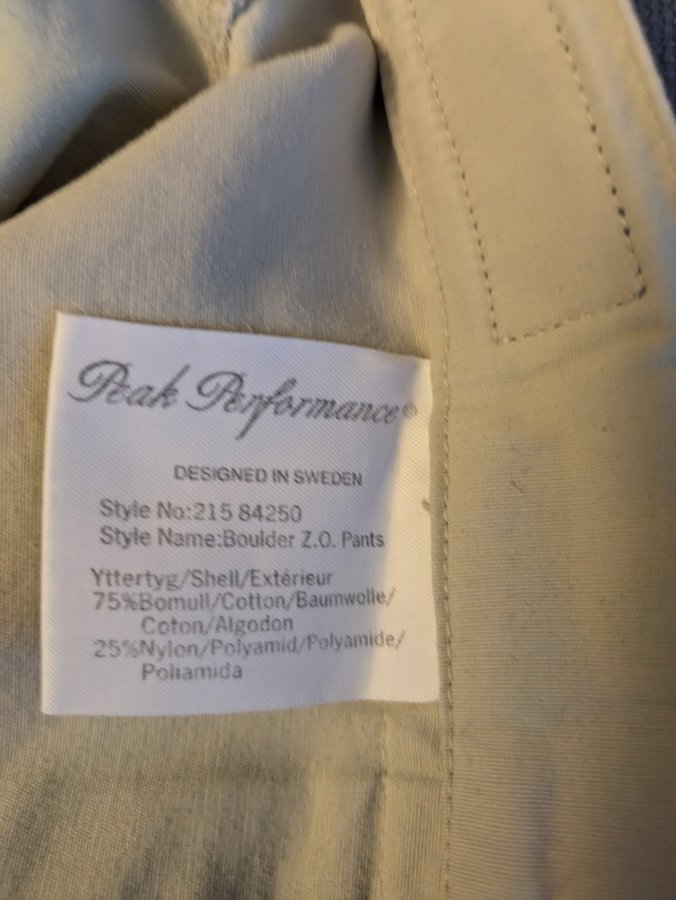 Peak Performance®
DESIGNED IN SWEDEN
Style No:215 84250
Style Name:Boulder Z.O. Pants
Yttertyg/Shell/Extérieur
75%Bomull/Cotton/Baumwolle/
Coton/Algodon
25%Nylon/Polyamid/Polyamide/
Poliamida